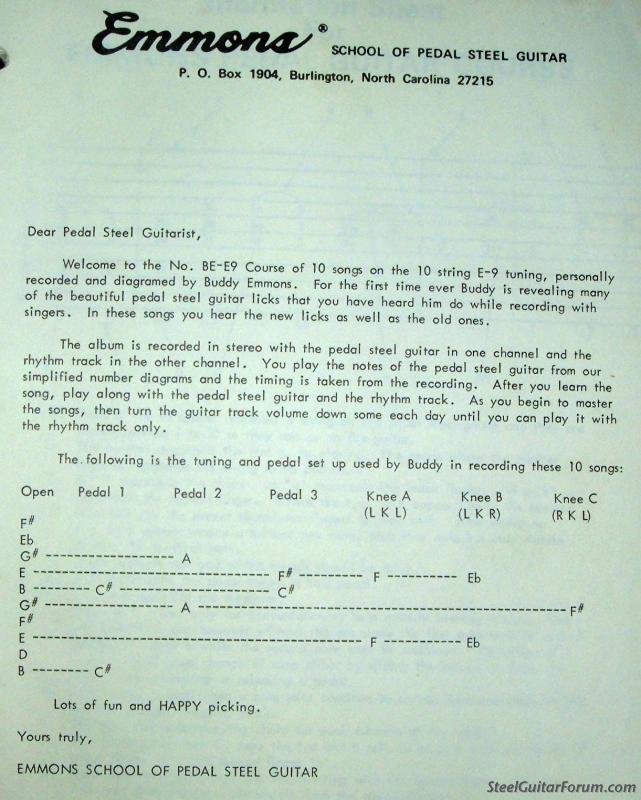 Emmons® SCHOOL OF PEDAL STEEL GUITAR
P. O. Box 1904, Burlington, North Carolina 27215
Dear Pedal Steel Guitarist,
Welcome to the No. BE-E9 Course of 10 songs on the 10 string E-9 tuning, personally
recorded and diagramed by Buddy Emmons. For the first time ever Buddy is revealing many
of the beautiful pedal steel guitar licks that you have heard him do while recording with
singers. In these songs you hear the new licks as well as the old ones.
The album is recorded in stereo with the pedal steel guitar in one channel and the
rhythm track in the other channel. You play the notes of the pedal steel guitar from our
simplified number diagrams and the timing is taken from the recording. After you learn the
song, play along with the pedal steel guitar and the rhythm track. As you begin to master
the songs, then turn the guitar track volume down some each day until you can play it with
the rhythm track only.
The following is the tuning and pedal set up used by Buddy in recording these 10 songs:
Open Pedal 1 Pedal 2 Pedal 3 Knee A Knee B Knee C
(L K L) (L K R) (R K L)
F#
Eb
G# ------------------- A
E ----------------------------------- F# --------- F ---------- Eb
B -------- C# ---------------------- C#
G# ------------------- A ------------------------------------------------------- F#
F#
E ------------------------------------------------- F ----------- Eb
D
B -------- C#
Lots of fun and HAPPY picking.
Yours truly,
EMMONS SCHOOL OF PEDAL STEEL GUITAR
SteelGuitarForum.com